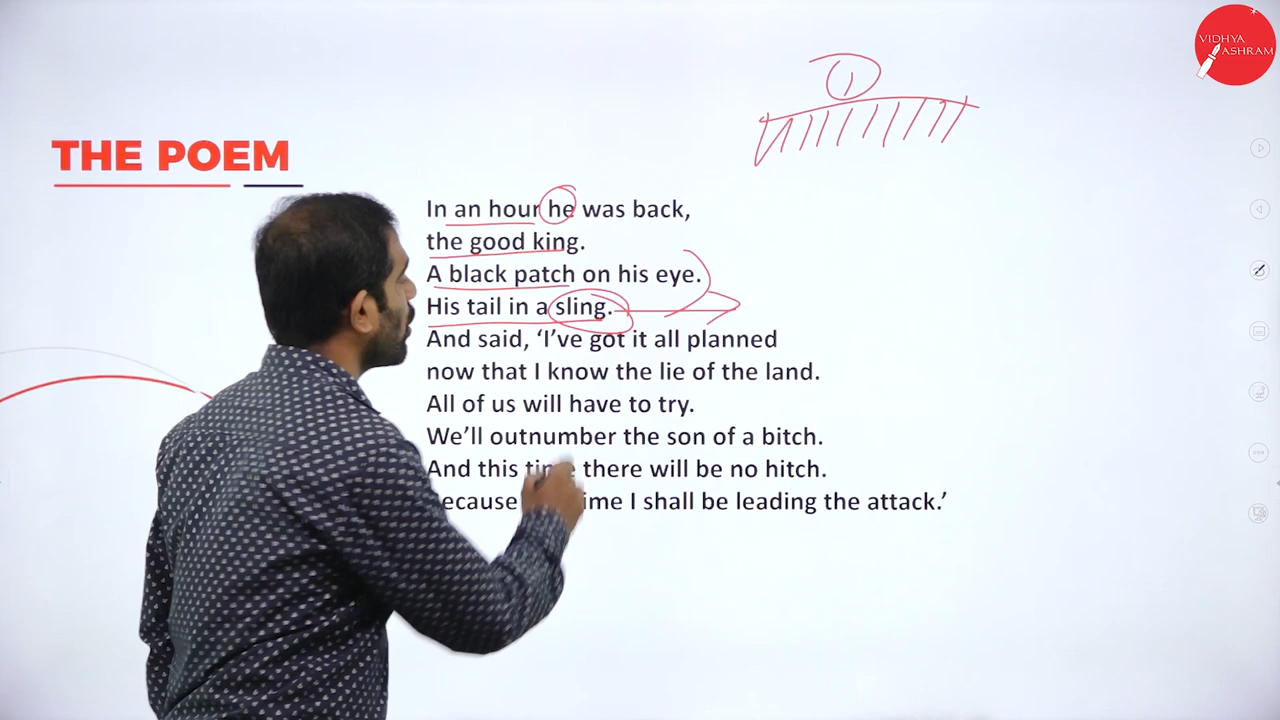 VIDHYA
ASHRAM
THE POEM
In an hour he was back,
the good king.
A black patch on his eye.
His tail in a sling.
And said, ‘I’ve got it all planned
now that I know the lie of the land.
All of us will have to try.
We’ll outnumber the son of a bitch.
And this time there will be no hitch.
I shall be leading the attack.’